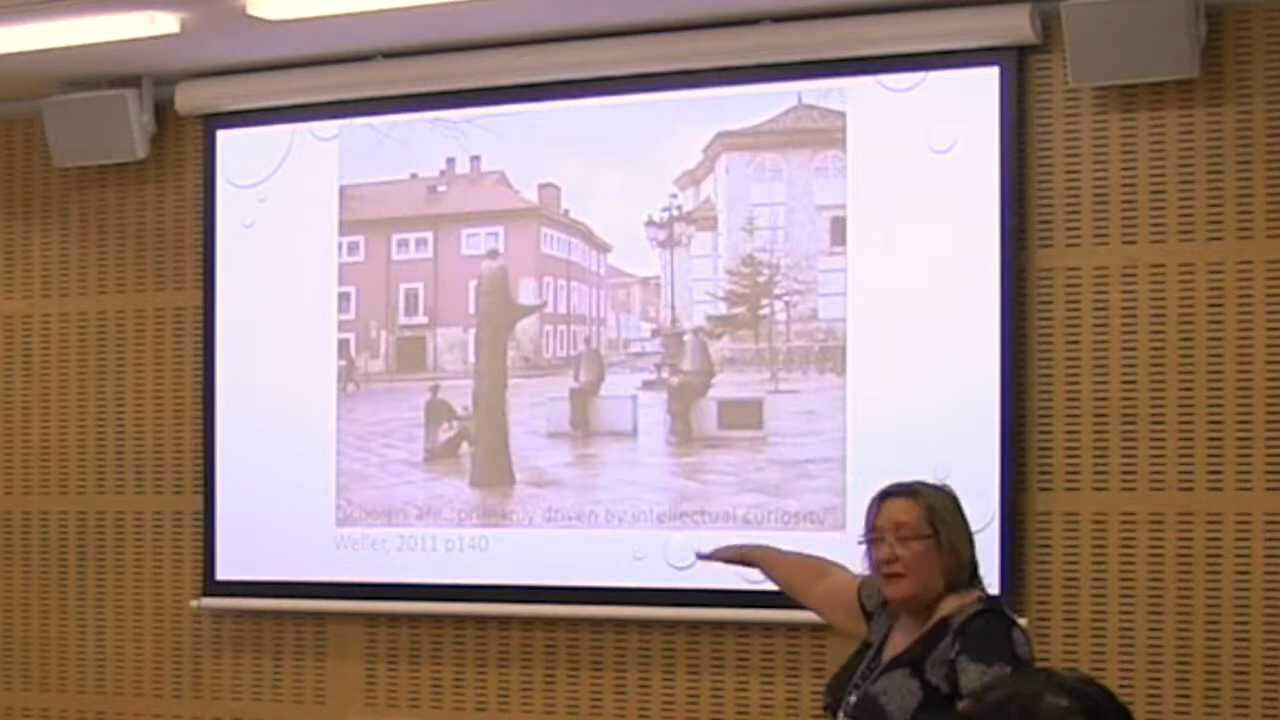 Scholars are "primarily driven by intellectual curiosity"
Weller, 2011 p140